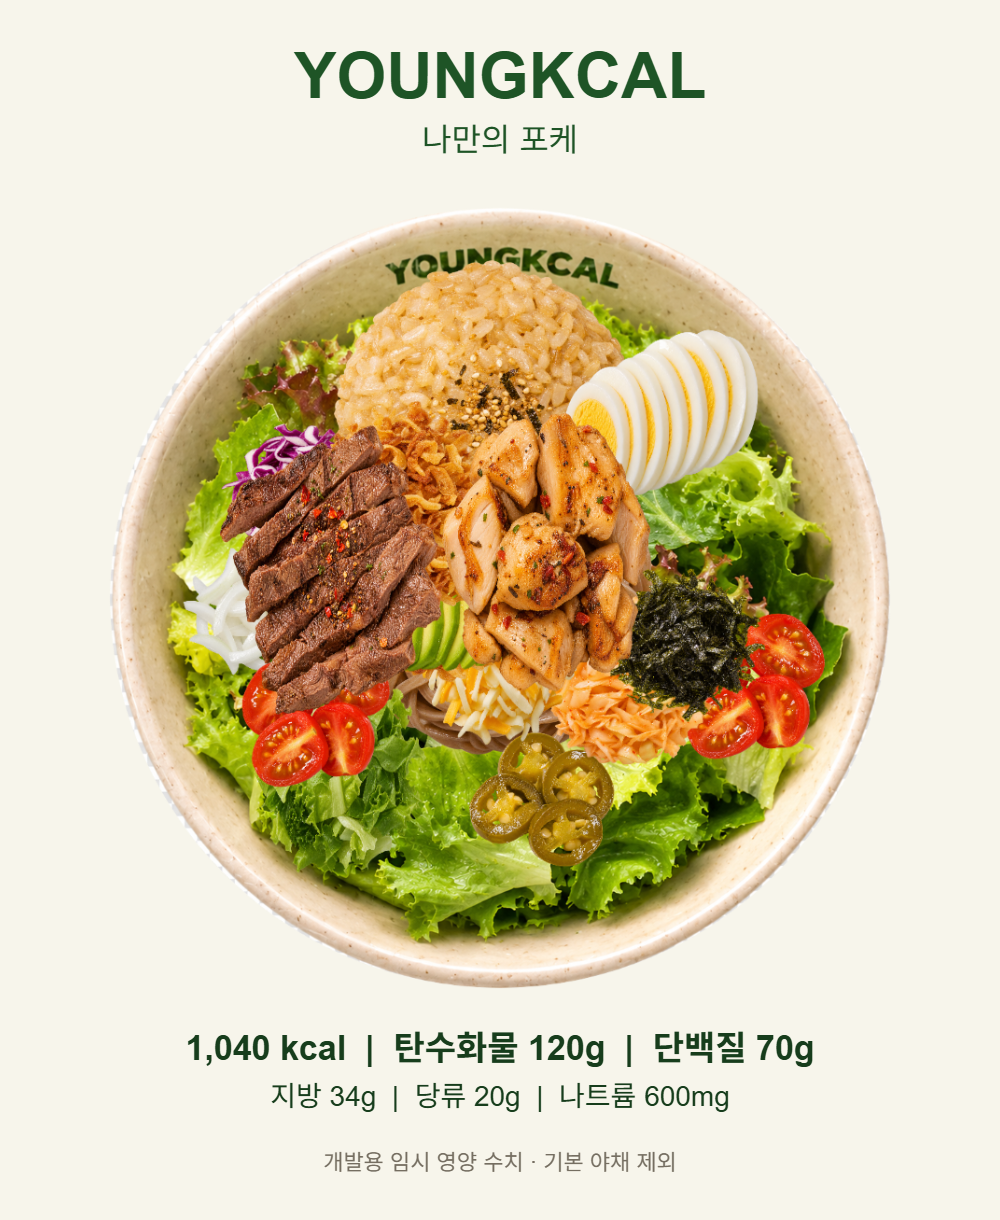 YOUNGKCAL
나만의 포케
YOUNGKCAL
1,040 kcal | 탄수화물 120g | 단백질 70g
지방 34g | 당류 20g | 나트륨 600mg
개발용 임시 영양 수치 · 기본 야채 제외